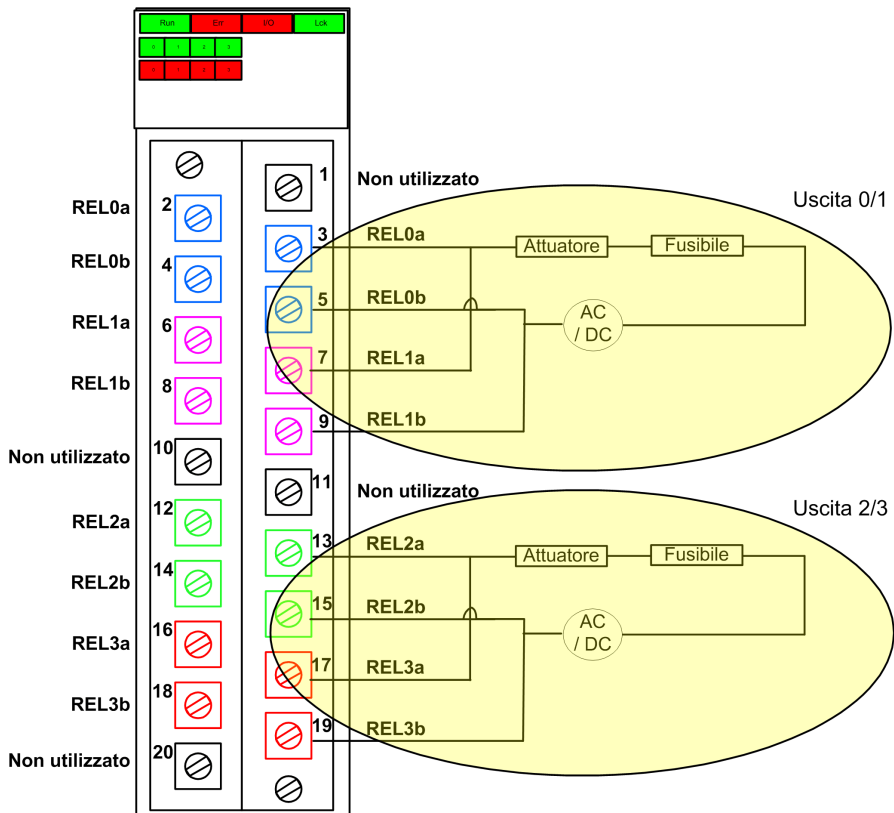 Run Err I/O Lck
0 1 2 3
1 Non utilizzato
Uscita 0/1
REL0a 2
3 REL0a Attuatore Fusibile
REL0b 4
5 REL0b AC
/ DC
REL1a 6
7 REL1a
REL1b 8
9 REL1b
Non utilizzato 10
11 Non utilizzato
Uscita 2/3
REL2a 12
13 REL2a Attuatore Fusibile
REL2b 14
15 REL2b AC
/ DC
REL3a 16
17 REL3a
REL3b 18
19 REL3b
Non utilizzato 20